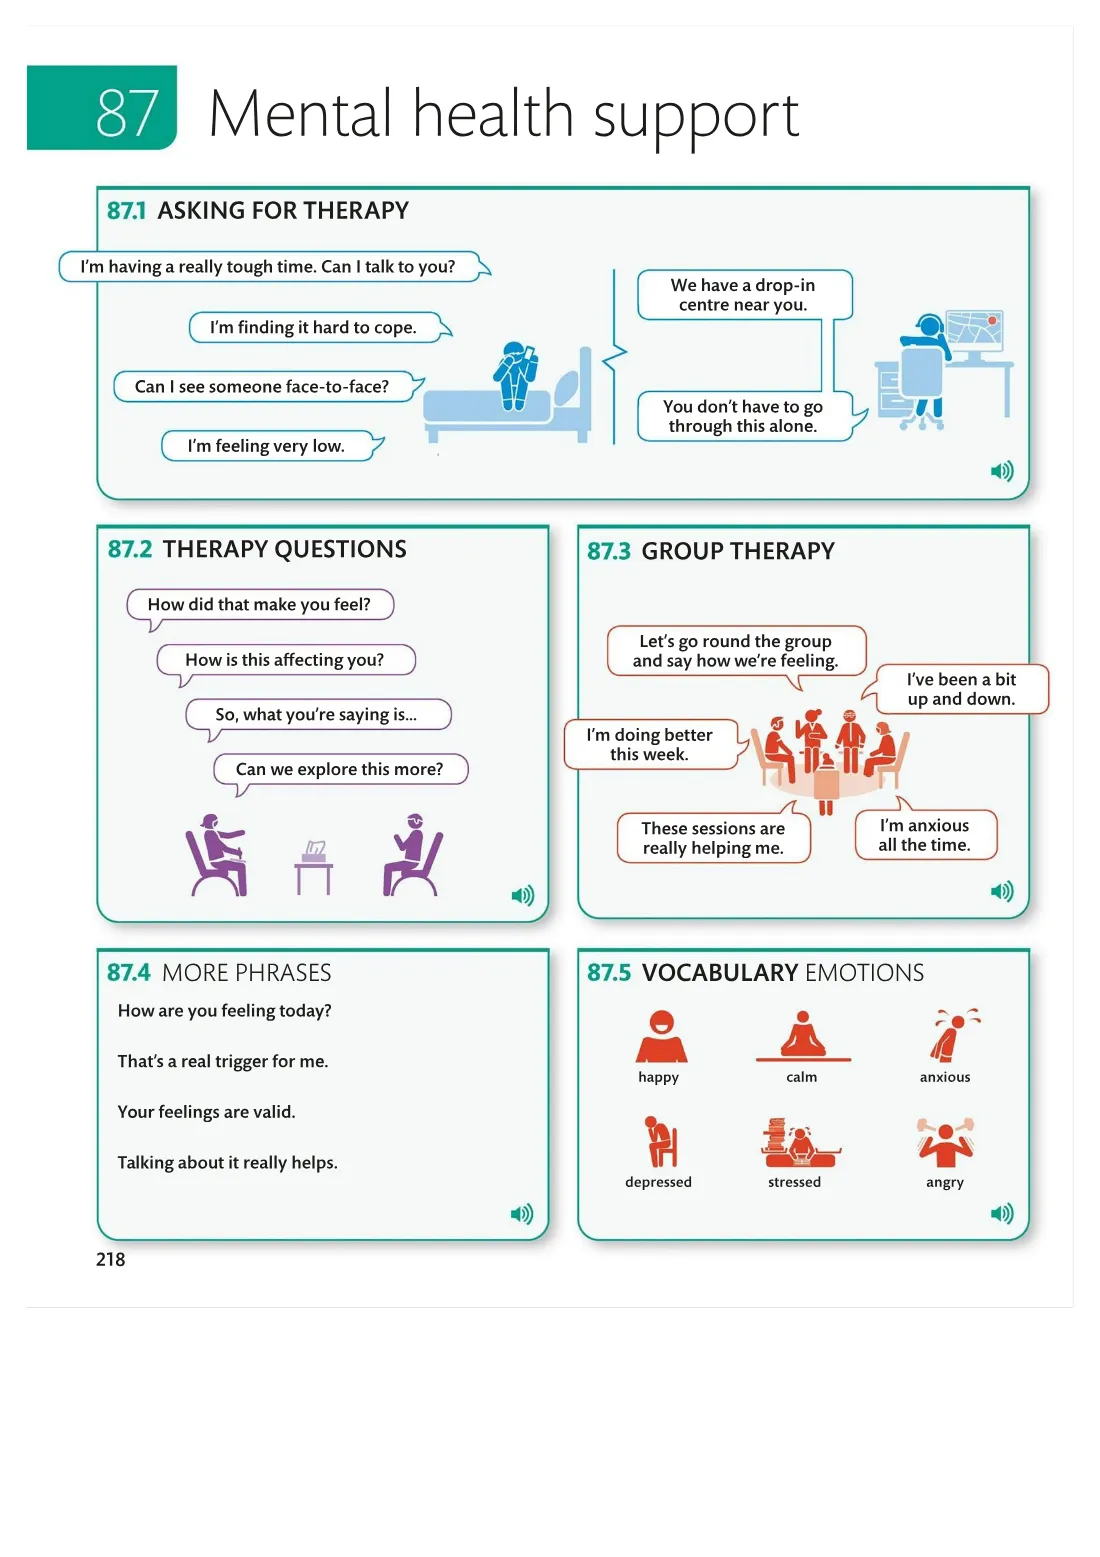 87
Mental health support
87.1 ASKING FOR THERAPY
I'm having a really tough time. Can I talk to you?
I'm finding it hard to cope.
Can I see someone face-to-face?
I'm feeling very low.
We have a drop-in
centre near you.
You don't have to go
through this alone.
87.2 THERAPY QUESTIONS
How did that make you feel?
How is this affecting you?
So, what you're saying is...
Can we explore this more?
87.3 GROUP THERAPY
Let's go round the group
and say how we're feeling.
I've been a bit
up and down.
I'm doing better
this week.
These sessions are
really helping me.
I'm anxious
all the time.
87.4 MORE PHRASES
How are you feeling today?
That's a real trigger for me.
Your feelings are valid.
Talking about it really helps.
87.5 VOCABULARY EMOTIONS
happy
calm
anxious
depressed
stressed
angry
218